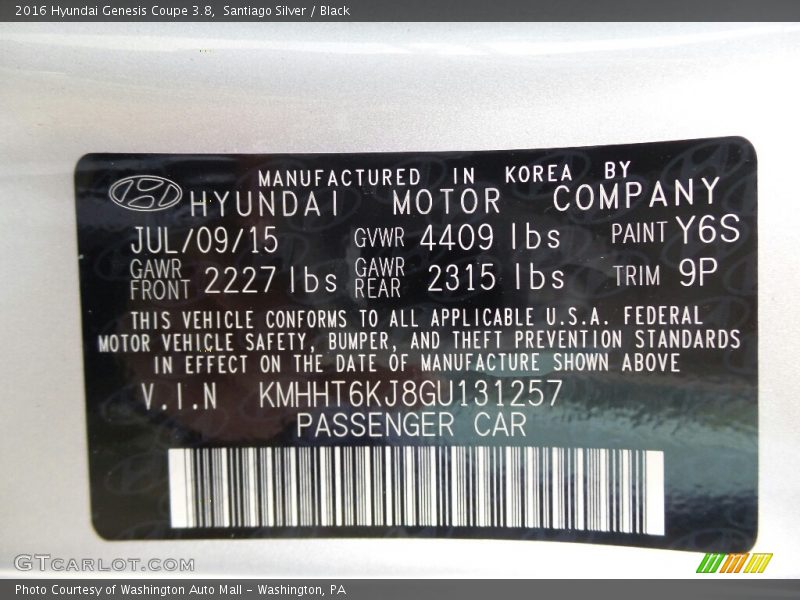 2016 Hyundai Genesis Coupe 3.8, Santiago Silver / Black
MANUFACTURED IN KOREA BY
HYUNDAI MOTOR COMPANY
JUL/09/15 GVWR 4409 lbs PAINT Y6S
GAWR FRONT 2227 lbs GAWR REAR 2315 lbs TRIM 9P
THIS VEHICLE CONFORMS TO ALL APPLICABLE U.S.A. FEDERAL
MOTOR VEHICLE SAFETY, BUMPER, AND THEFT PREVENTION STANDARDS
IN EFFECT ON THE DATE OF MANUFACTURE SHOWN ABOVE
V.I.N KMHHT6KJ8GU131257
PASSENGER CAR
GTCARLOT.COM
Photo Courtesy of Washington Auto Mall - Washington, PA